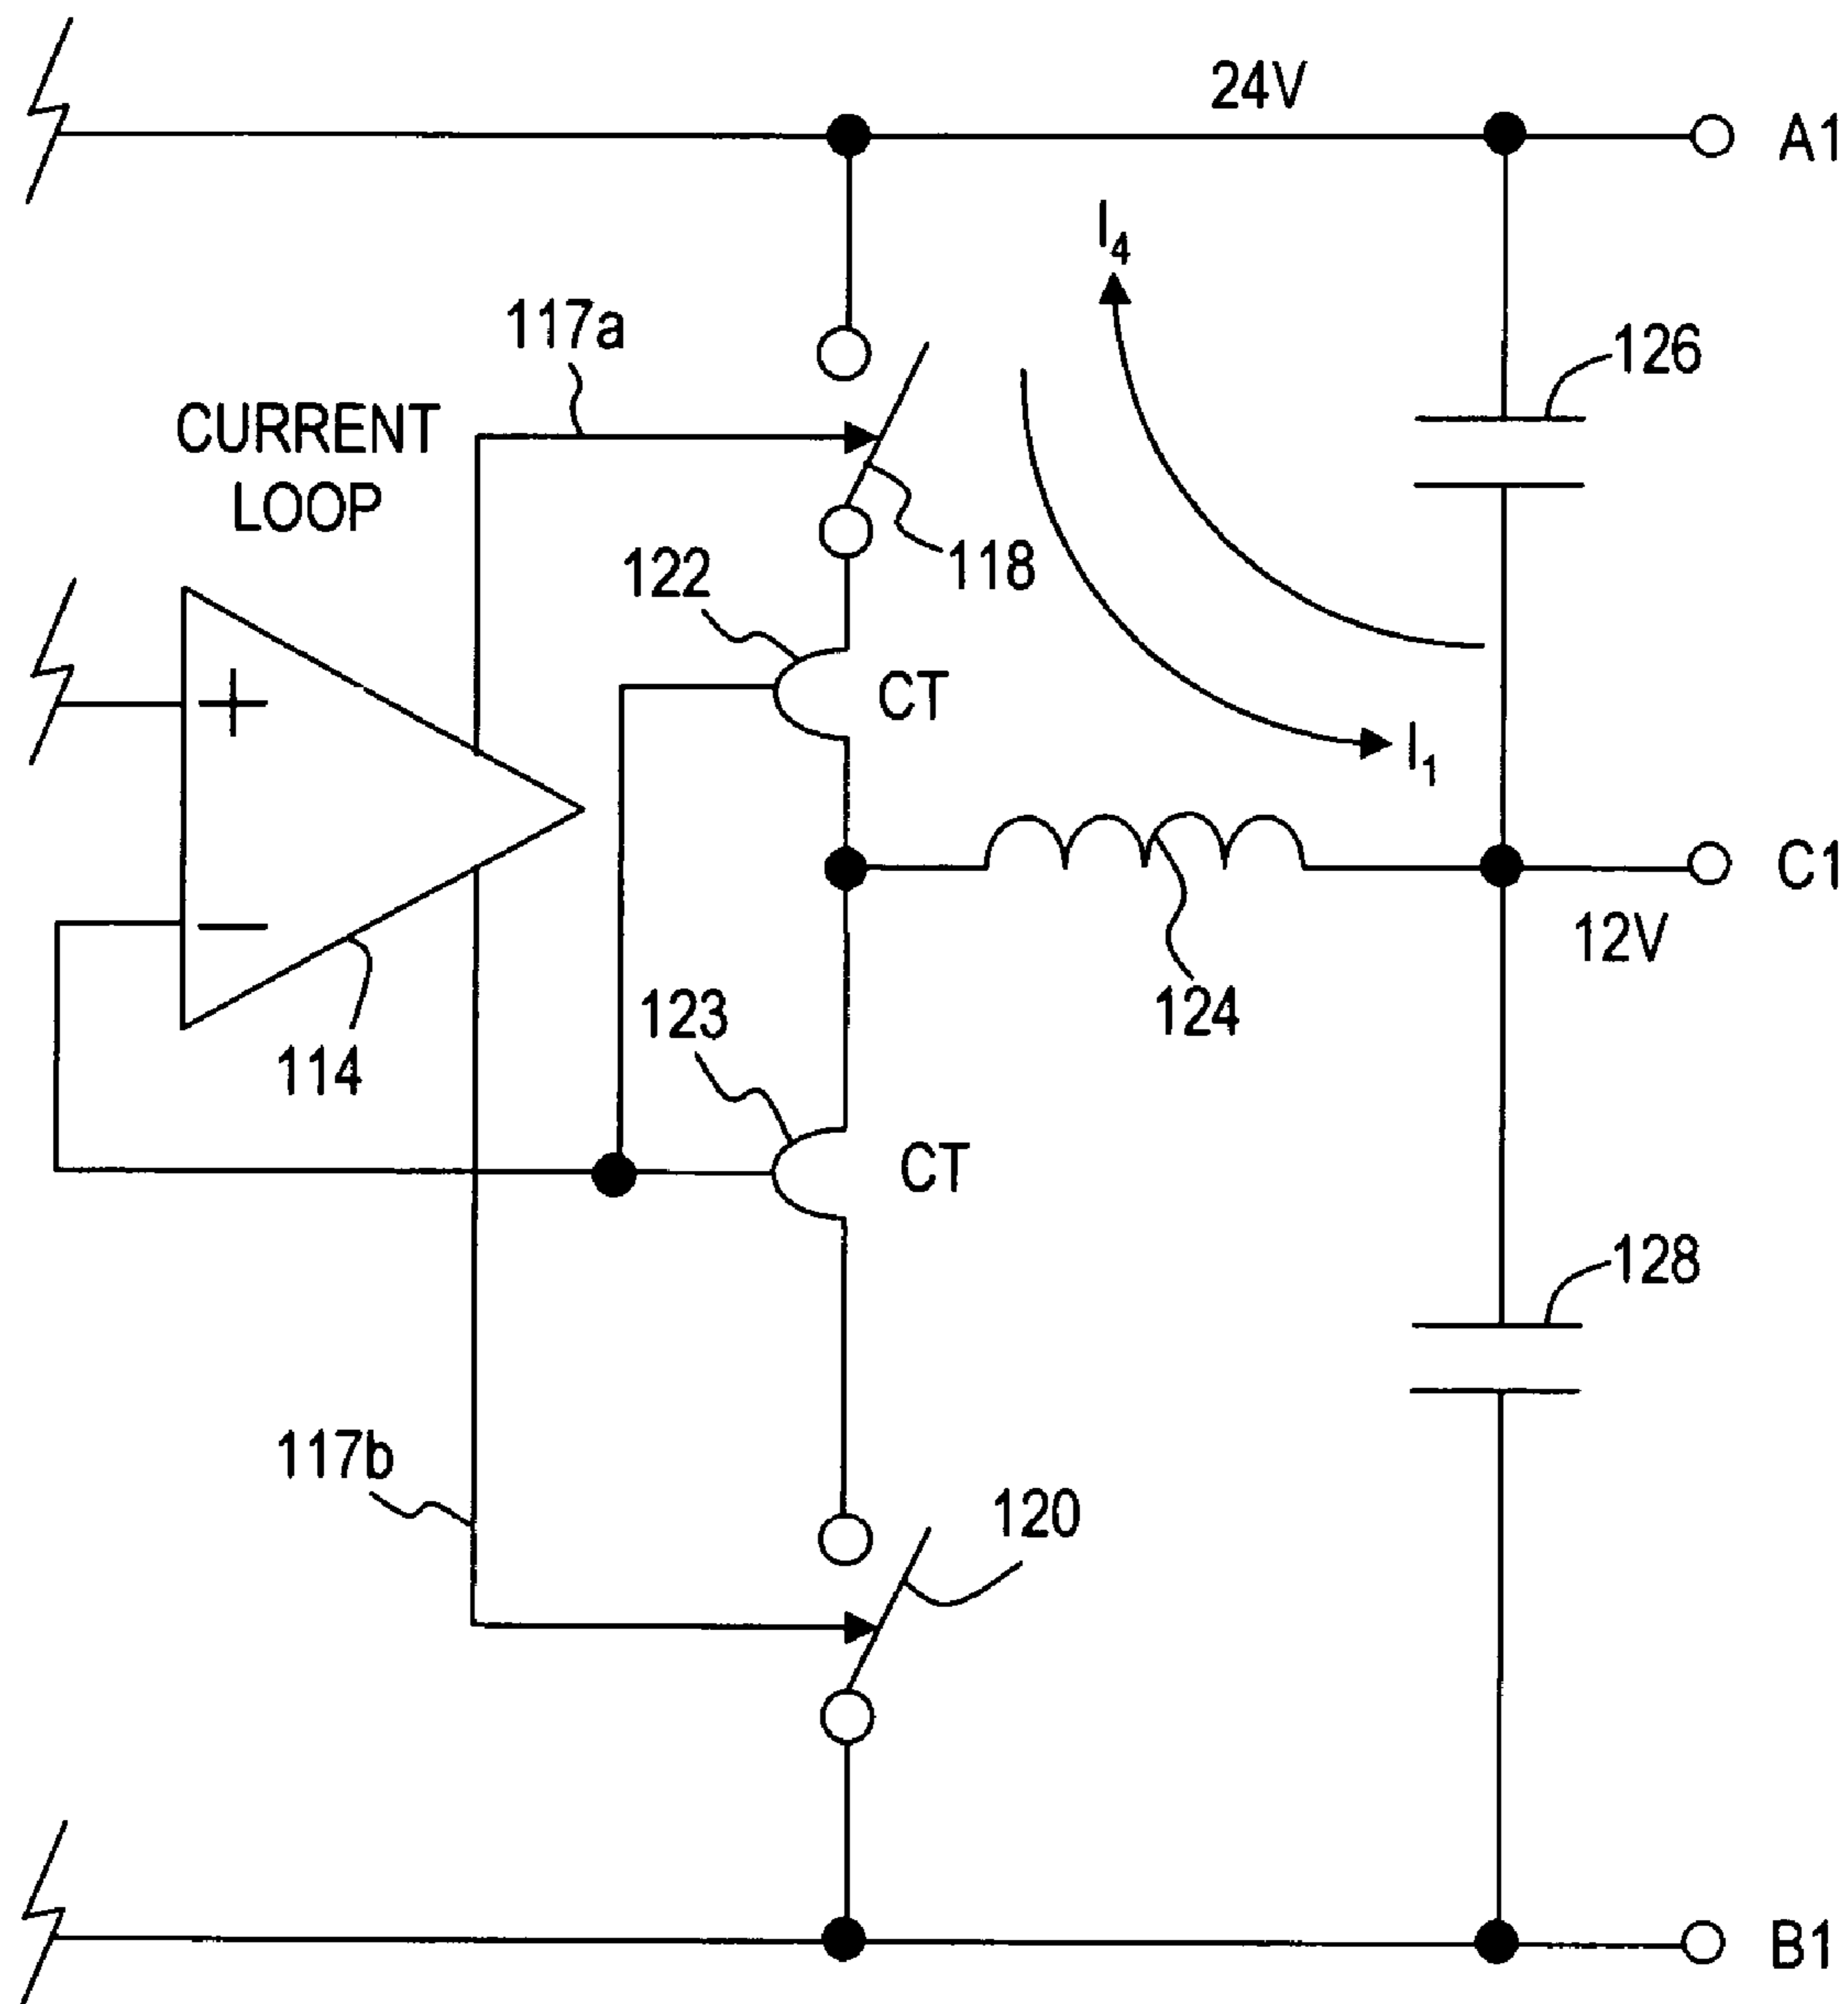 24V
A1
I4
117a
126
CURRENT
LOOP
118
122
+
CT
I1
C1
12V
−
124
123
114
CT
128
117b
120
B1